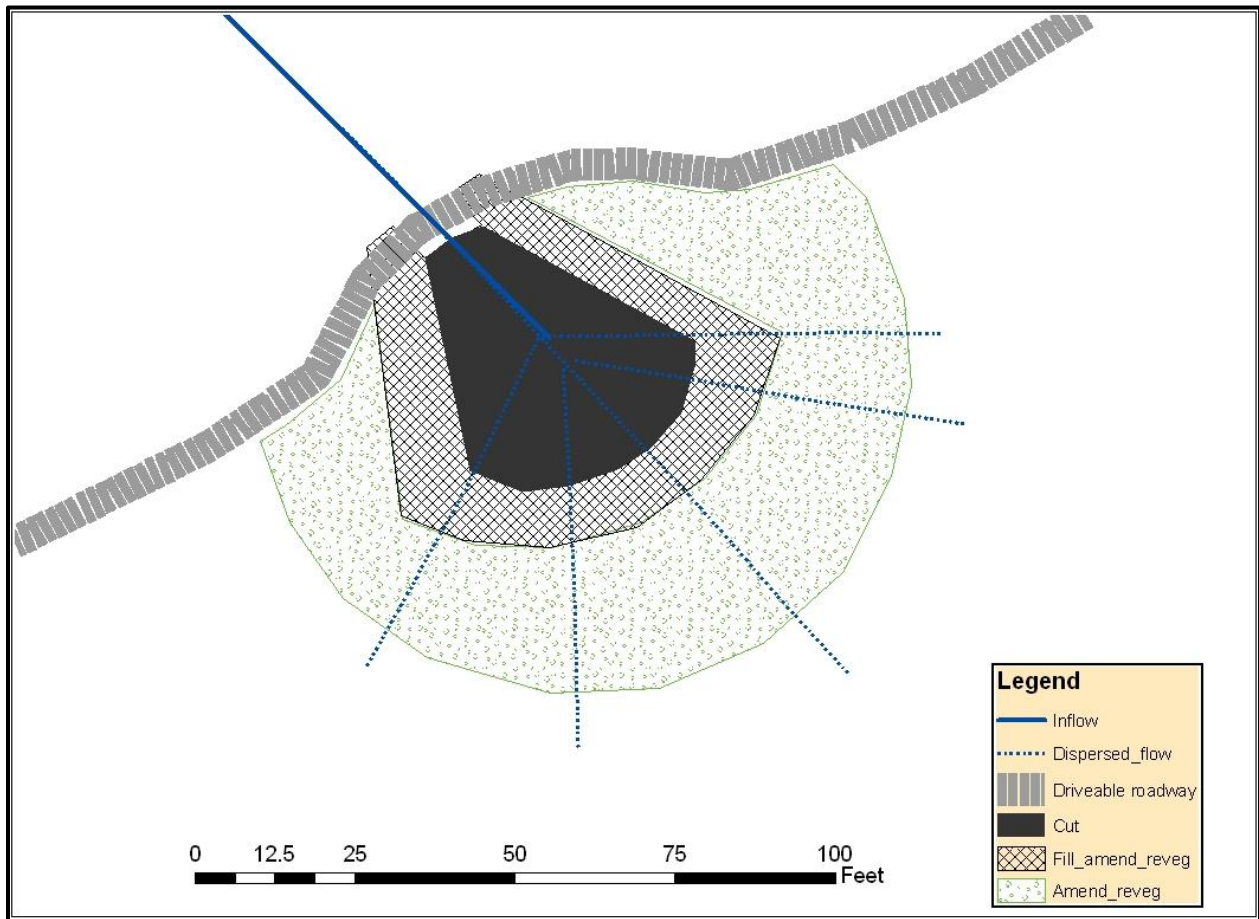 Legend
Inflow
Dispersed_flow
Driveable roadway
Cut
Fill_amend_reveg
Amend_reveg
0 12.5 25 50 75 100
Feet